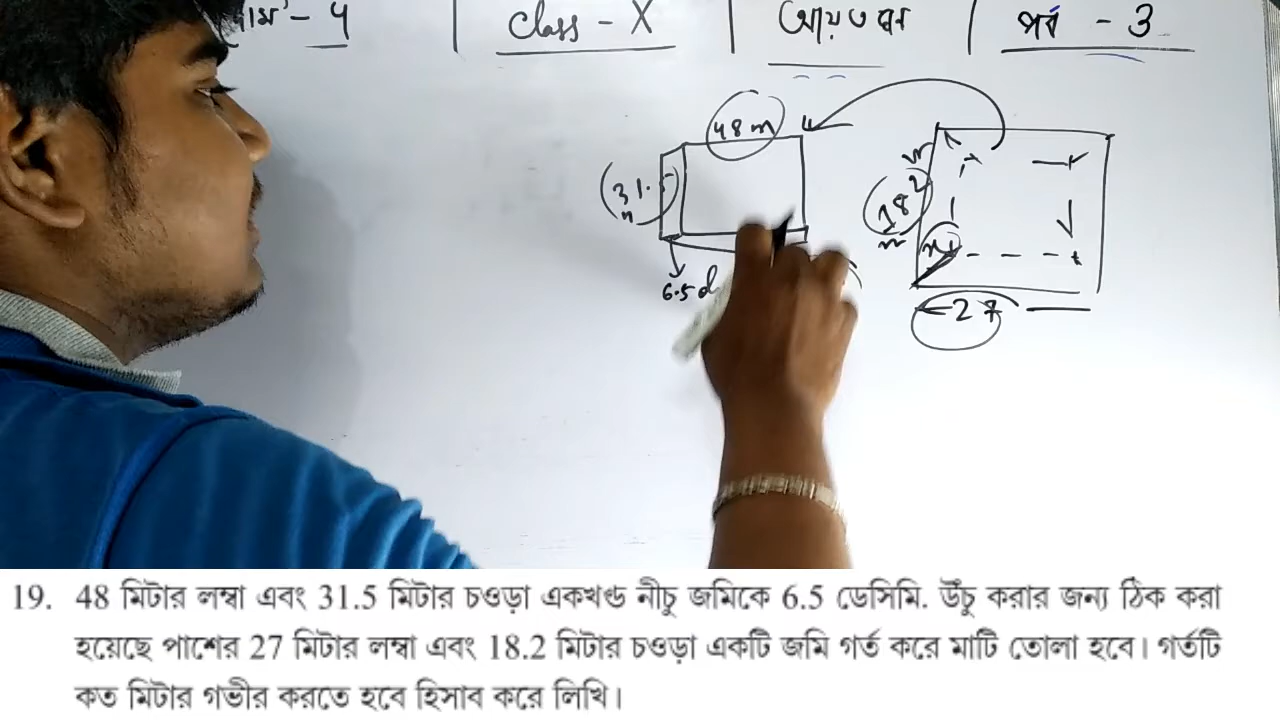 - 4 Class - X আয়তঘন পর্ব - 3
48 m
31.5
m
6.5 d
18.2
m
27
19. 48 মিটার লম্বা এবং 31.5 মিটার চওড়া একখণ্ড নীচু জমিকে 6.5 ডেসিমি. উঁচু করার জন্য ঠিক করা
হয়েছে পাশের 27 মিটার লম্বা এবং 18.2 মিটার চওড়া একটি জমি গর্ত করে মাটি তোলা হবে। গর্তটি
কত মিটার গভীর করতে হবে হিসাব করে লিখি।